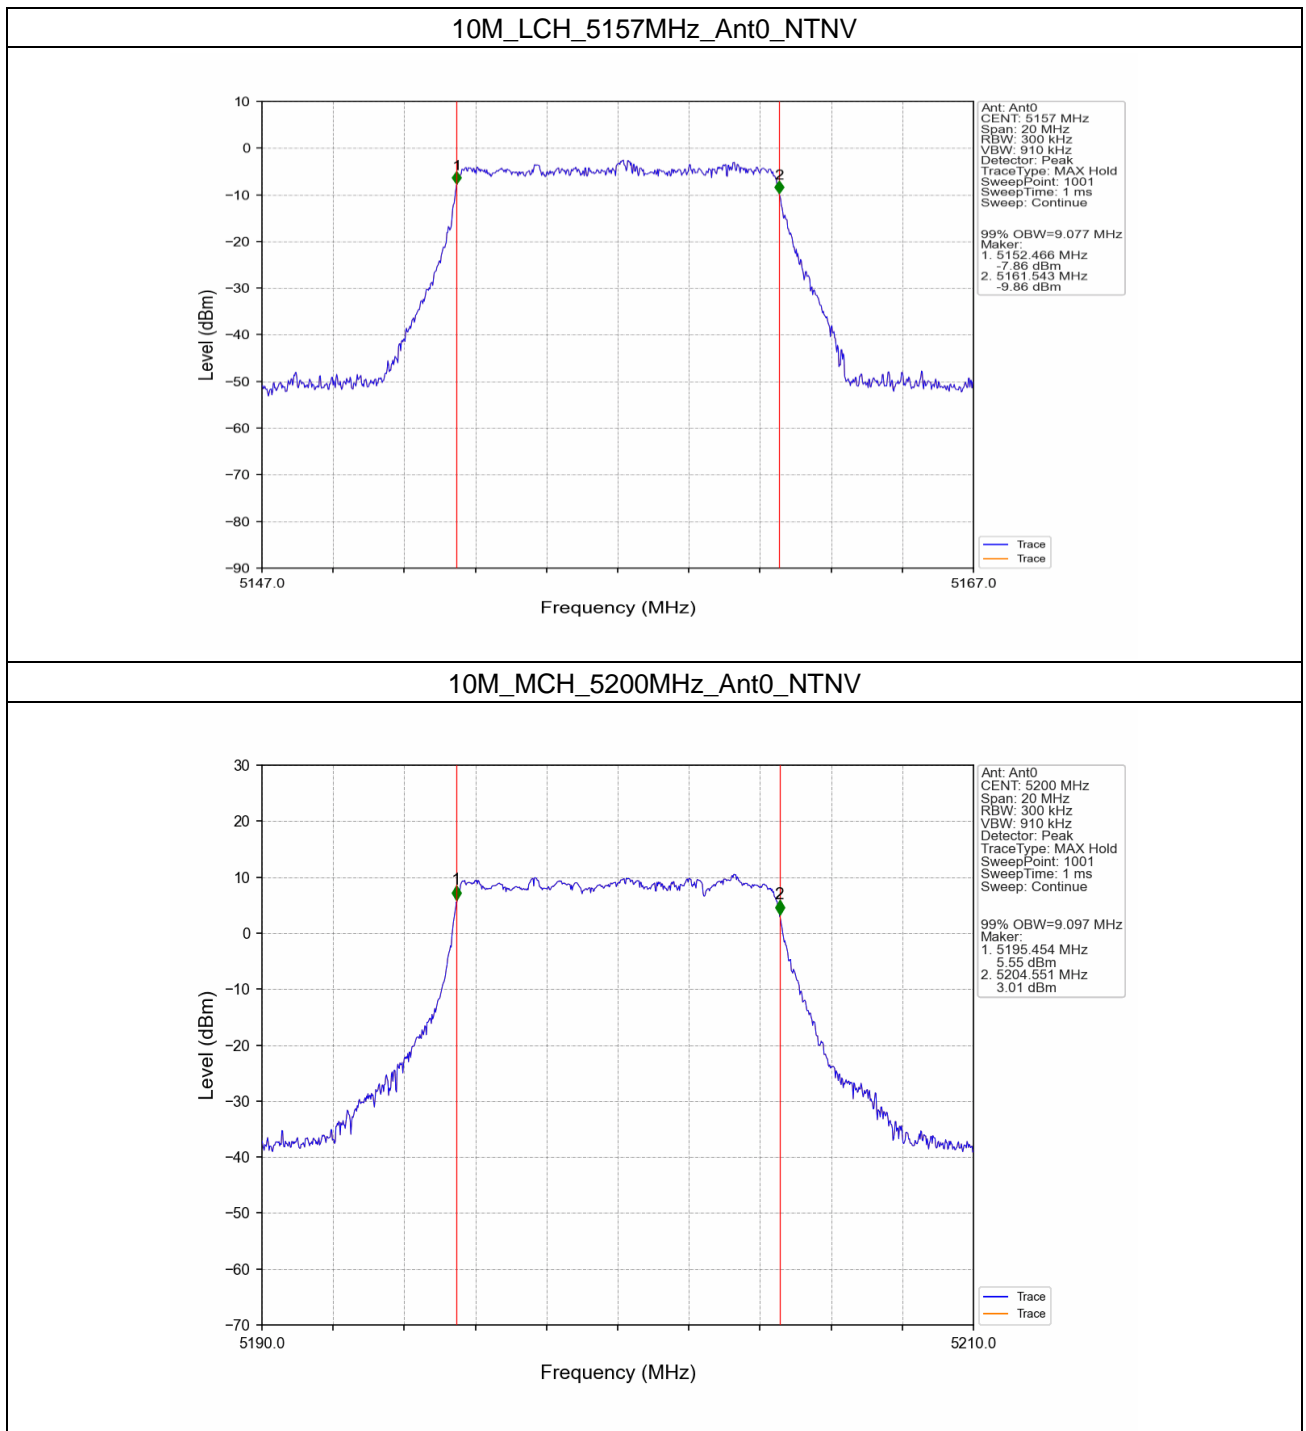 10M_LCH_5157MHz_Ant0_NTNV
10
0
−10
−20
−30
−40
−50
−60
−70
−80
−90
Level (dBm)
1
2
5147.0
5167.0
Frequency (MHz)
Ant: Ant0
CENT: 5157 MHz
Span: 20 MHz
RBW: 300 kHz
VBW: 910 kHz
Detector: Peak
TraceType: MAX Hold
SweepPoint: 1001
SweepTime: 1 ms
Sweep: Continue
99% OBW=9.077 MHz
Maker:
1. 5152.466 MHz
-7.86 dBm
2. 5161.543 MHz
-9.86 dBm
Trace
Trace
10M_MCH_5200MHz_Ant0_NTNV
30
20
10
0
−10
−20
−30
−40
−50
−60
−70
Level (dBm)
1
2
5190.0
5210.0
Frequency (MHz)
Ant: Ant0
CENT: 5200 MHz
Span: 20 MHz
RBW: 300 kHz
VBW: 910 kHz
Detector: Peak
TraceType: MAX Hold
SweepPoint: 1001
SweepTime: 1 ms
Sweep: Continue
99% OBW=9.097 MHz
Maker:
1. 5195.454 MHz
5.55 dBm
2. 5204.551 MHz
3.01 dBm
Trace
Trace